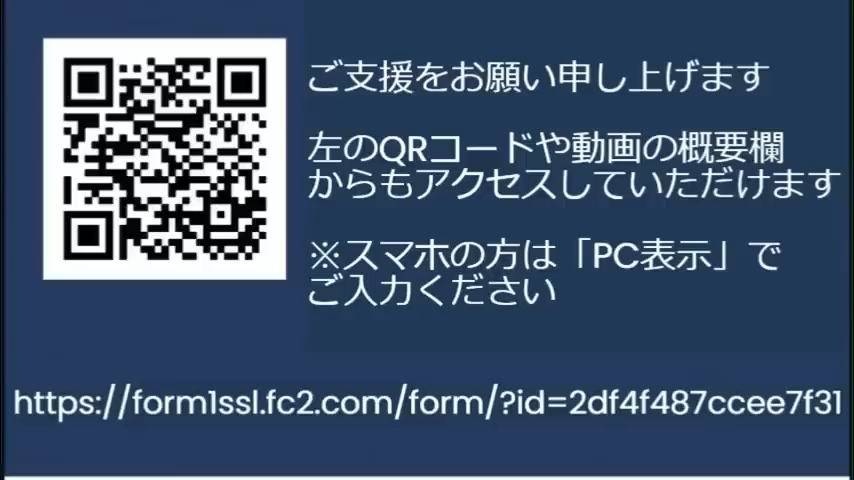 ご支援をお願い申し上げます
左のQRコードや動画の概要欄
からもアクセスしていただけます
※スマホの方は「PC表示」で
ご入力ください
https://form1ssl.fc2.com/form/?id=2df4f487ccee7f31